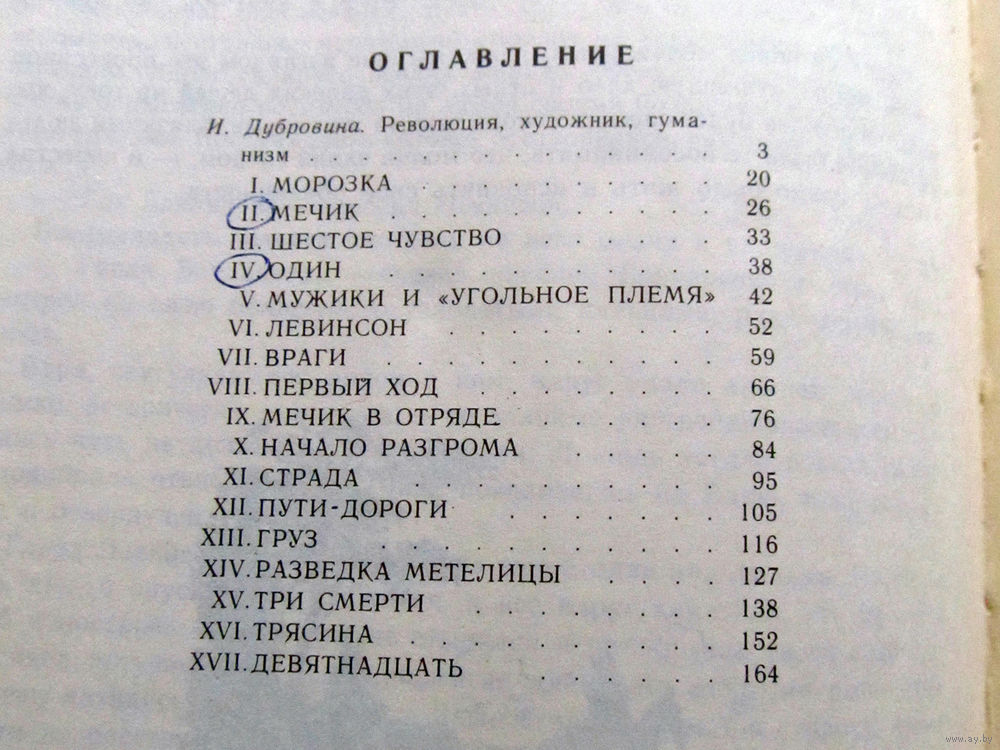 ОГЛАВЛЕНИЕ
И. Дубровина. Революция, художник, гума-
низм 3
I. МОРОЗКА 20
II. МЕЧИК 26
III. ШЕСТОЕ ЧУВСТВО 33
IV. ОДИН 38
V. МУЖИКИ И «УГОЛЬНОЕ ПЛЕМЯ» 42
VI. ЛЕВИНСОН 52
VII. ВРАГИ 59
VIII. ПЕРВЫЙ ХОД 66
IX. МЕЧИК В ОТРЯДЕ 76
X. НАЧАЛО РАЗГРОМА 84
XI. СТРАДА 95
XII. ПУТИ-ДОРОГИ 105
XIII. ГРУЗ 116
XIV. РАЗВЕДКА МЕТЕЛИЦЫ 127
XV. ТРИ СМЕРТИ 138
XVI. ТРЯСИНА 152
XVII. ДЕВЯТНАДЦАТЬ 164
www.ay.by